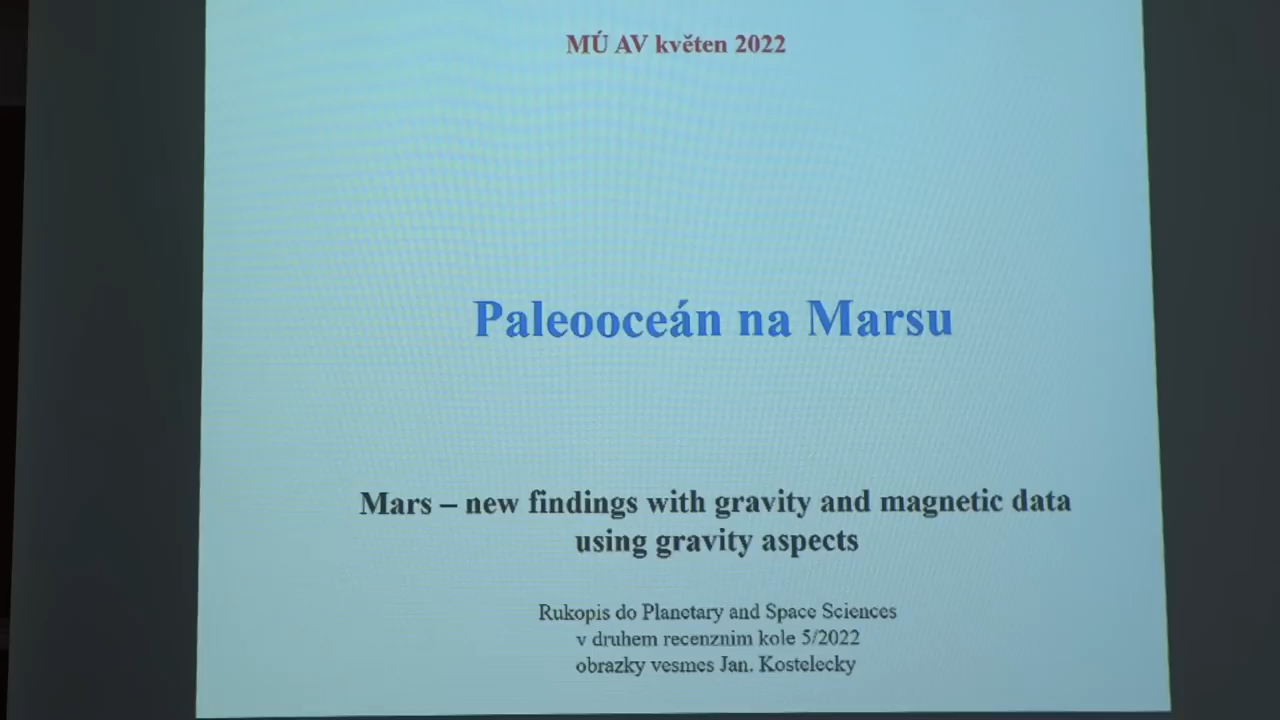 MÚ AV květen 2022
Paleooceán na Marsu
Mars – new findings with gravity and magnetic data
using gravity aspects
Rukopis do Planetary and Space Sciences
v druhem recenznim kole 5/2022
obrazky vesmes Jan. Kostelecky